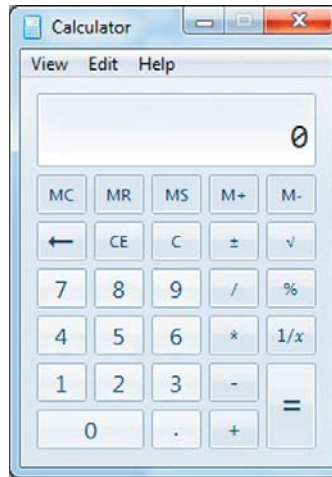 Calculator
View Edit Help
0
MC MR MS M+ M-
← CE C ± √
7 8 9 / %
4 5 6 * 1/x
1 2 3 - =
0 . +